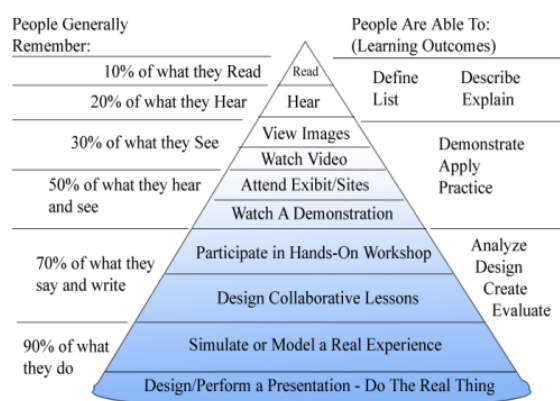 People Generally
Remember:
10% of what they Read
20% of what they Hear
30% of what they See
50% of what they hear
and see
70% of what they
say and write
90% of what
they do
Read
Hear
View Images
Watch Video
Attend Exibit/Sites
Watch A Demonstration
Participate in Hands-On Workshop
Design Collaborative Lessons
Simulate or Model a Real Experience
Design/Perform a Presentation - Do The Real Thing
People Are Able To:
(Learning Outcomes)
Define Describe
List Explain
Demonstrate
Apply
Practice
Analyze
Design
Create
Evaluate